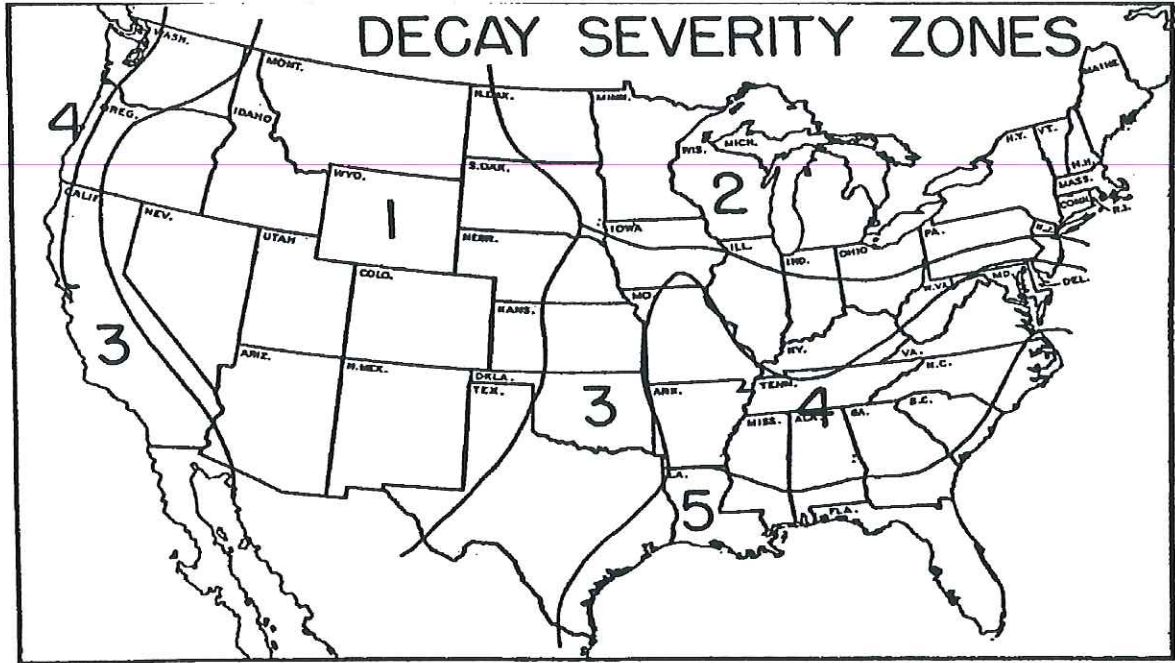 DECAY SEVERITY ZONES
WASH.
MONT.
N.DAK.
MINN.
MAINE
4
OREG.
IDAHO
WIS.
MICH.
N.Y.
VT.
N.H.
S.DAK.
WYO.
MASS.
CONN.
R.I.
CALIF
NEV.
1
2
UTAH
NEBR.
IOWA
ILL.
IND.
OHIO
PA.
N.J.
COLO.
MO.
W.VA.
MD.
DEL.
KANS.
3
KY.
VA.
ARIZ.
N.MEX.
OKLA.
TEX.
3
ARK.
TENN.
N.C.
4
MISS.
ALA.
GA.
S.C.
LA.
5
FLA.